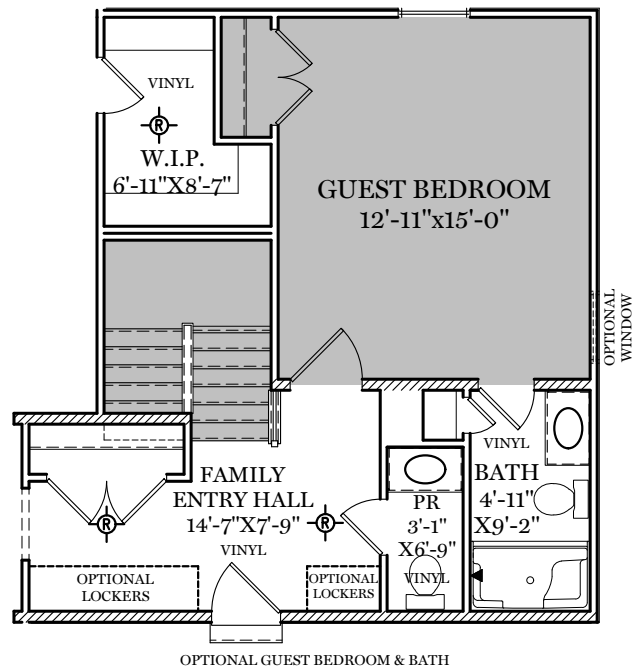 VINYL
R
W.I.P.
6'-11"X8'-7"
GUEST BEDROOM
12'-11"x15'-0"
OPTIONAL
WINDOW
FAMILY
ENTRY HALL
14'-7"X7'-9"
VINYL
R
R
OPTIONAL
LOCKERS
OPTIONAL
LOCKERS
PR
3'-1"
X6'-9"
VINYL
VINYL
BATH
4'-11"
X9'-2"
OPTIONAL GUEST BEDROOM & BATH